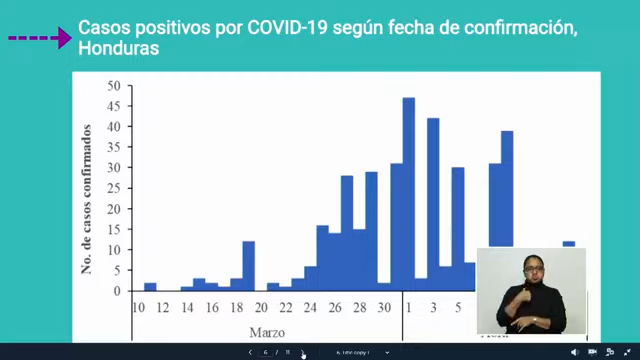 Casos positivos por COVID-19 según fecha de confirmación,
Honduras
No. de casos confirmados
50
45
40
35
30
25
20
15
10
5
0
10 12 14 16 18 20 22 24 26 28 30 1 3 5
Marzo
6 / 11